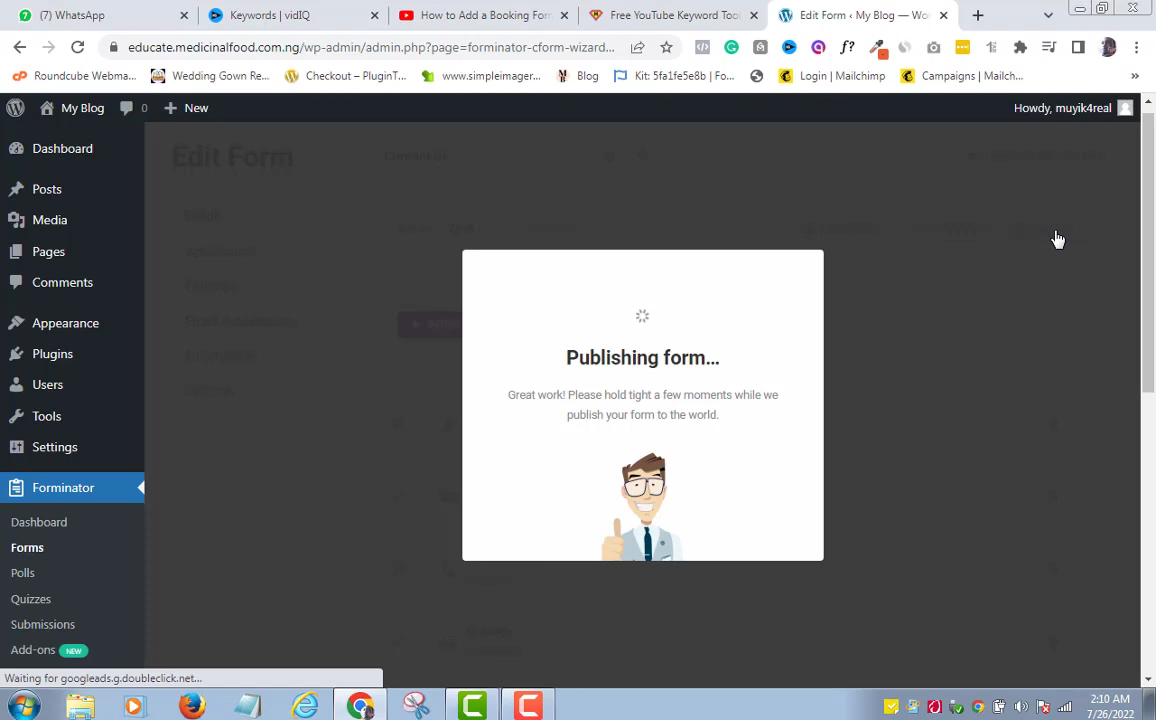 (7) WhatsApp
Keywords | vidIQ
How to Add a Booking Form
Free YouTube Keyword Tool
Edit Form ‹ My Blog — Wo
educate.medicinalfood.com.ng/wp-admin/admin.php?page=forminator-cform-wizard...
Roundcube Webma...
Wedding Gown Re...
Checkout – PluginT...
www.simpleimager...
Blog
Kit: 5fa1fe5e8b | Fo...
Login | Mailchimp
Campaigns | Mailch...
»
My Blog
0
New
Howdy, muyik4real
Dashboard
Posts
Media
Pages
Comments
Appearance
Plugins
Users
Tools
Settings
Forminator
Dashboard
Forms
Polls
Quizzes
Submissions
Add-ons NEW
Edit Form
Publishing form...
Great work! Please hold tight a few moments while we
publish your form to the world.
Waiting for googleads.g.doubleclick.net...
2:10 AM
7/26/2022